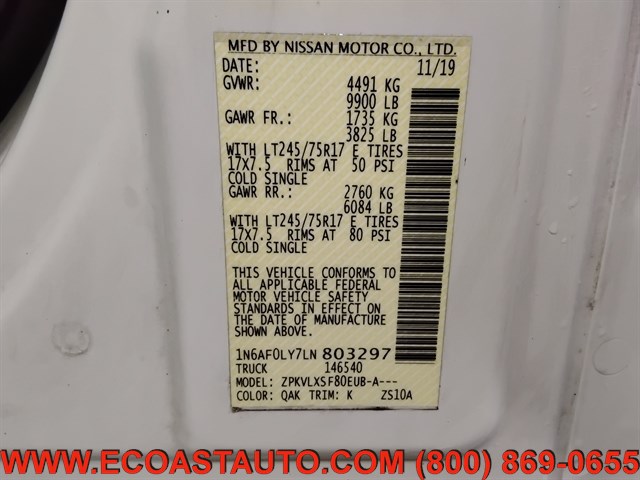 MFD BY NISSAN MOTOR CO., LTD.
DATE: 11/19
GVWR: 4491 KG
9900 LB
GAWR FR.: 1735 KG
3825 LB
WITH LT245/75R17 E TIRES
17X7.5 RIMS AT 50 PSI
COLD SINGLE
GAWR RR.: 2760 KG
6084 LB
WITH LT245/75R17 E TIRES
17X7.5 RIMS AT 80 PSI
COLD SINGLE
THIS VEHICLE CONFORMS TO
ALL APPLICABLE FEDERAL
MOTOR VEHICLE SAFETY
STANDARDS IN EFFECT ON
THE DATE OF MANUFACTURE
SHOWN ABOVE.
1N6AF0LY7LN 803297
TRUCK 146540
MODEL: ZPKVLXSF80EUB-A---
COLOR: QAK TRIM: K ZS10A
WWW.ECOASTAUTO.COM (800) 869-0655